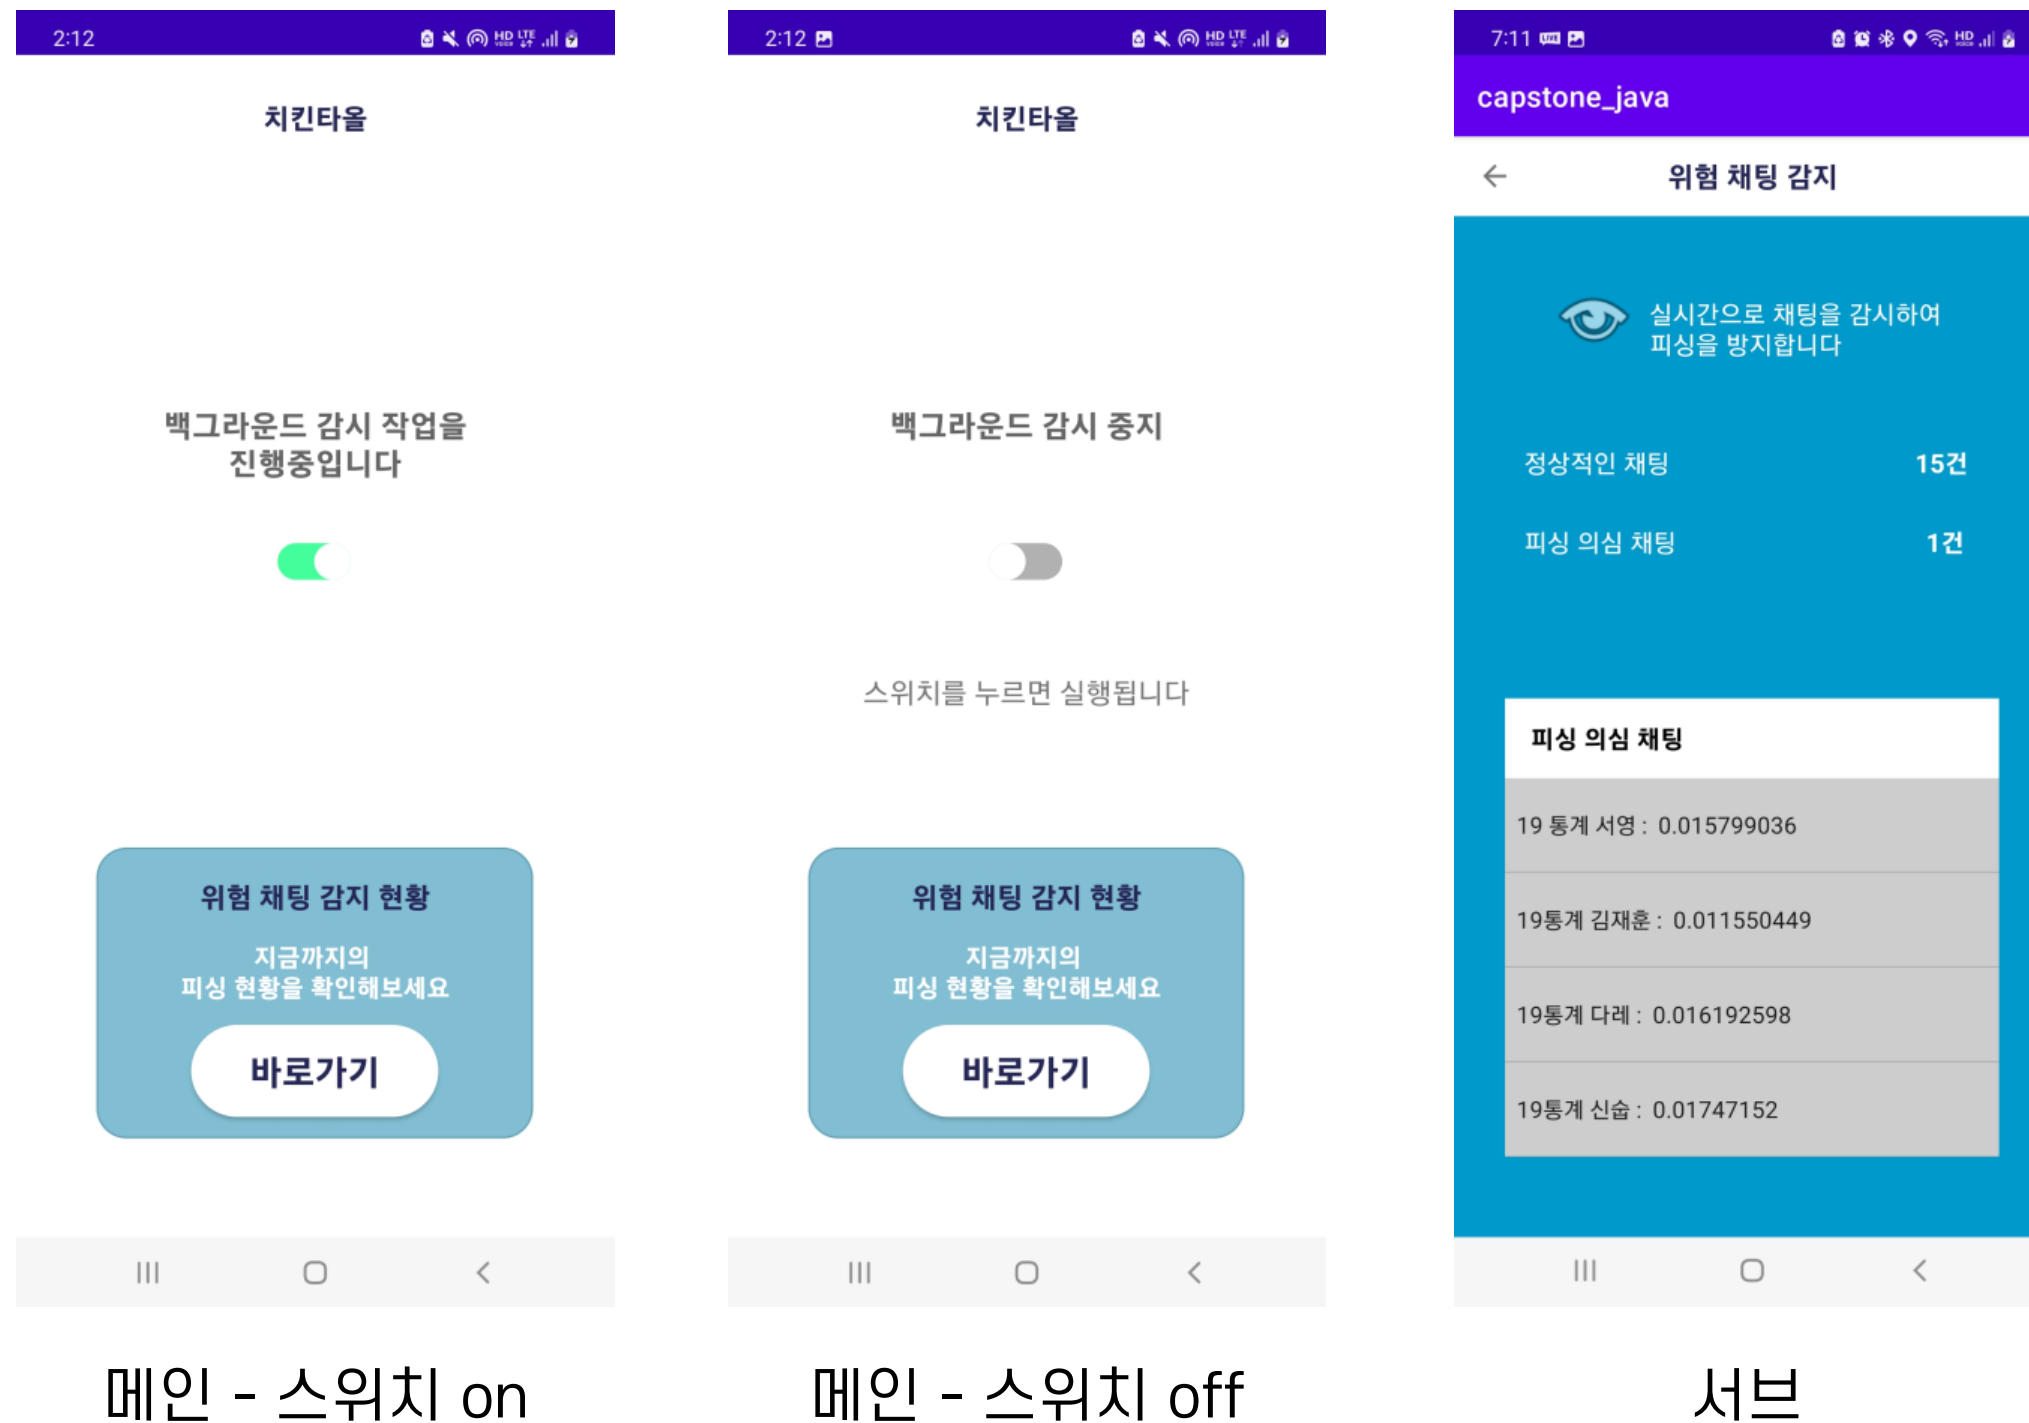 2:12
치킨타올
백그라운드 감시 작업을
진행중입니다
위험 채팅 감지 현황
지금까지의
피싱 현황을 확인해보세요
바로가기
메인 - 스위치 on
2:12
치킨타올
백그라운드 감시 중지
스위치를 누르면 실행됩니다
위험 채팅 감지 현황
지금까지의
피싱 현황을 확인해보세요
바로가기
메인 - 스위치 off
7:11
capstone_java
위험 채팅 감지
실시간으로 채팅을 감시하여
피싱을 방지합니다
정상적인 채팅 15건
피싱 의심 채팅 1건
피싱 의심 채팅
19 통계 서영 : 0.015799036
19통계 김재훈 : 0.011550449
19통계 다레 : 0.016192598
19통계 신숩 : 0.01747152
서브